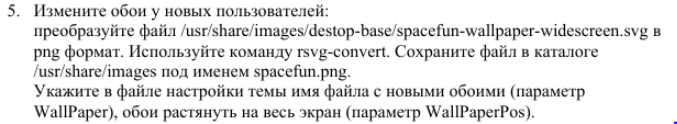 5. Измените обои у новых пользователей:
преобразуйте файл /usr/share/images/destop-base/spacefun-wallpaper-widescreen.svg в
png формат. Используйте команду rsvg-convert. Сохраните файл в каталоге
/usr/share/images под именем spacefun.png.
Укажите в файле настройки темы имя файла с новыми обоими (параметр
WallPaper), обои растянуть на весь экран (параметр WallPaperPos).